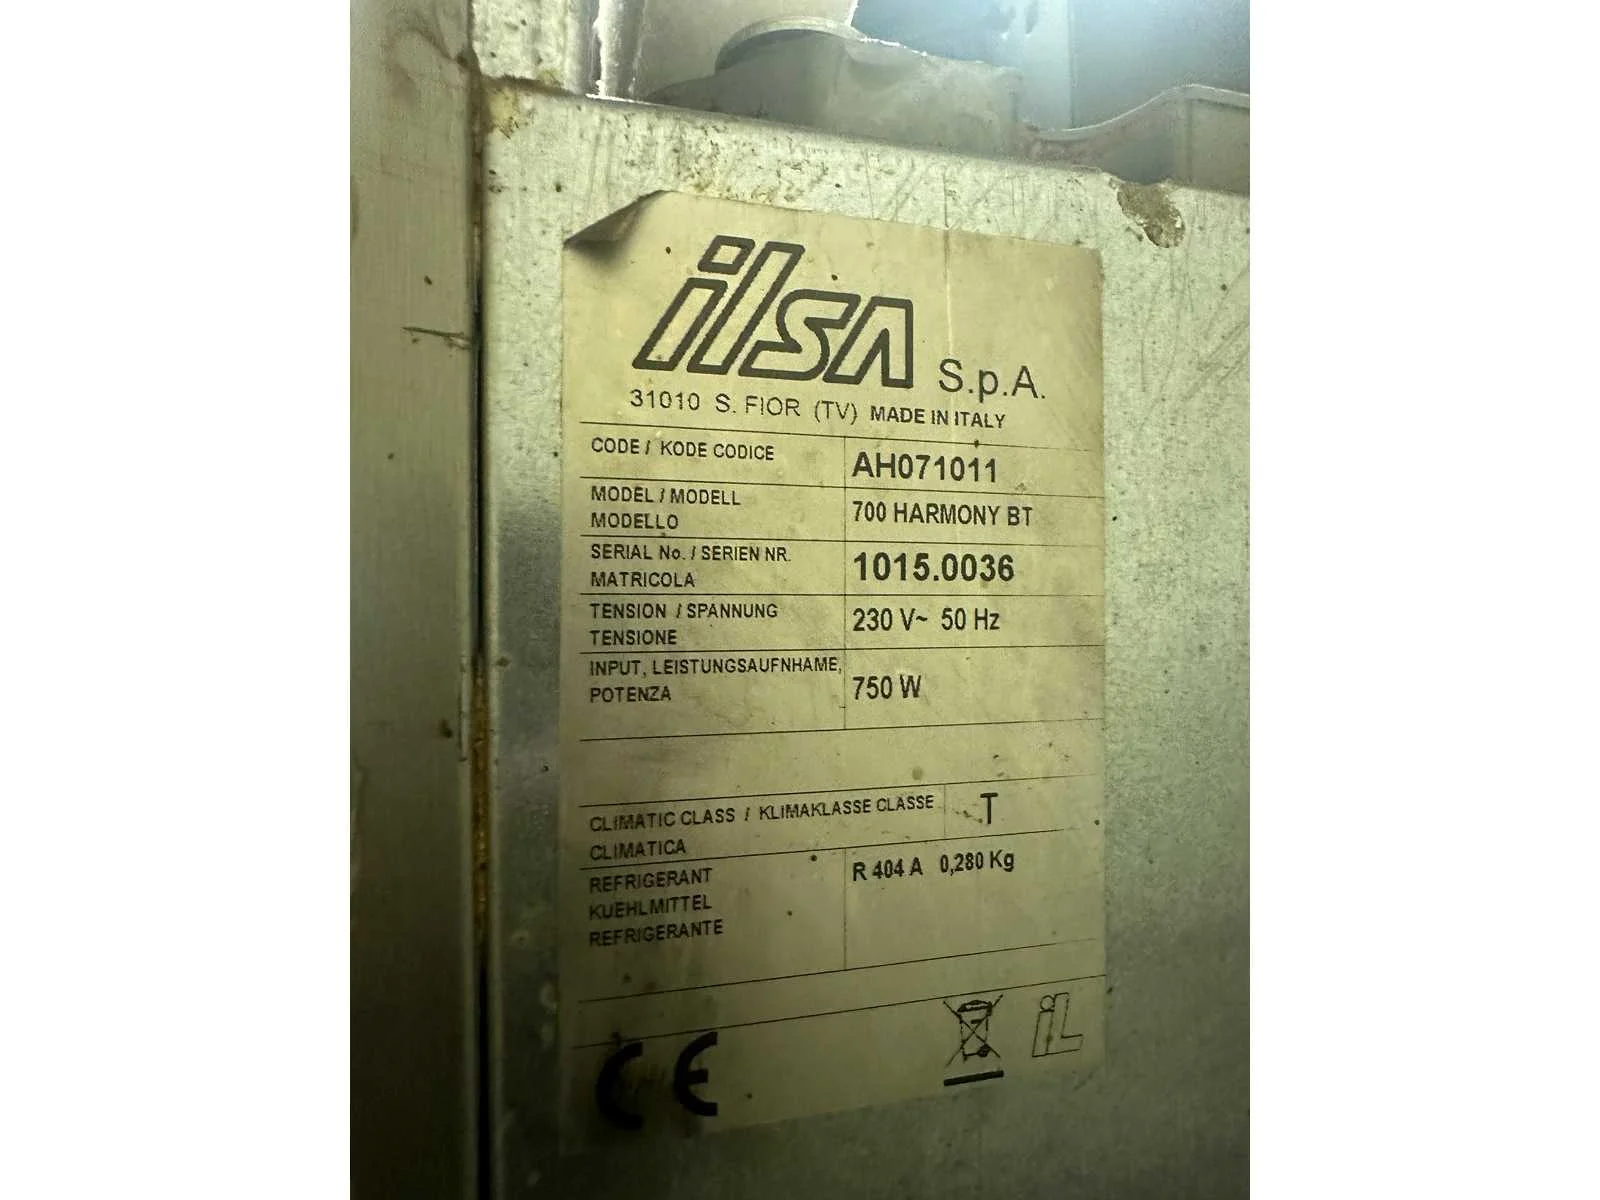 ilsa S.p.A.
31010 S. FIOR (TV) MADE IN ITALY
CODE / KODE CODICE AH071011
MODEL / MODELL
MODELLO 700 HARMONY BT
SERIAL No. / SERIEN NR.
MATRICOLA 1015.0036
TENSION / SPANNUNG
TENSIONE 230 V~ 50 Hz
INPUT, LEISTUNGSAUFNHAME,
POTENZA 750 W
CLIMATIC CLASS / KLIMAKLASSE CLASSE
CLIMATICA T
REFRIGERANT R 404 A 0,280 Kg
KUEHLMITTEL
REFRIGERANTE
CE iL